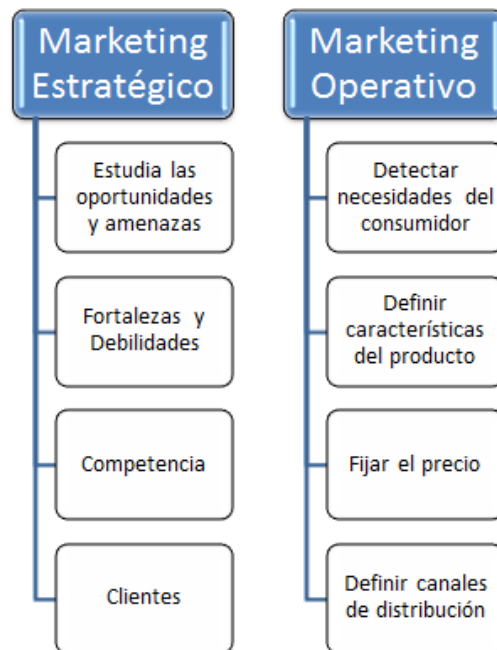 Marketing
Estratégico
Estudia las
oportunidades
y amenazas
Fortalezas y
Debilidades
Competencia
Clientes
Marketing
Operativo
Detectar
necesidades del
consumidor
Definir
características
del producto
Fijar el precio
Definir canales
de distribución